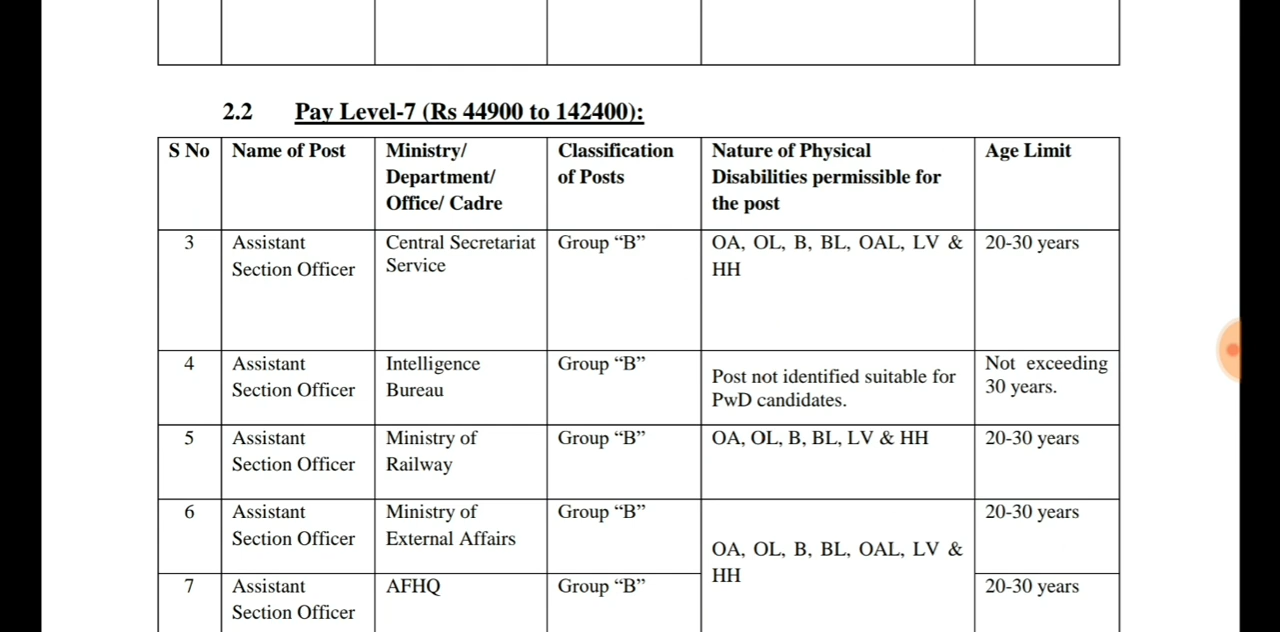 2.2 Pay Level-7 (Rs 44900 to 142400):
S No Name of Post Ministry/ Department/ Office/ Cadre Classification of Posts Nature of Physical Disabilities permissible for the post Age Limit
3 Assistant Section Officer Central Secretariat Service Group “B” OA, OL, B, BL, OAL, LV & HH 20-30 years
4 Assistant Section Officer Intelligence Bureau Group “B” Post not identified suitable for PwD candidates. Not exceeding 30 years.
5 Assistant Section Officer Ministry of Railway Group “B” OA, OL, B, BL, LV & HH 20-30 years
6 Assistant Section Officer Ministry of External Affairs Group “B” OA, OL, B, BL, OAL, LV & HH 20-30 years
7 Assistant Section Officer AFHQ Group “B” 20-30 years